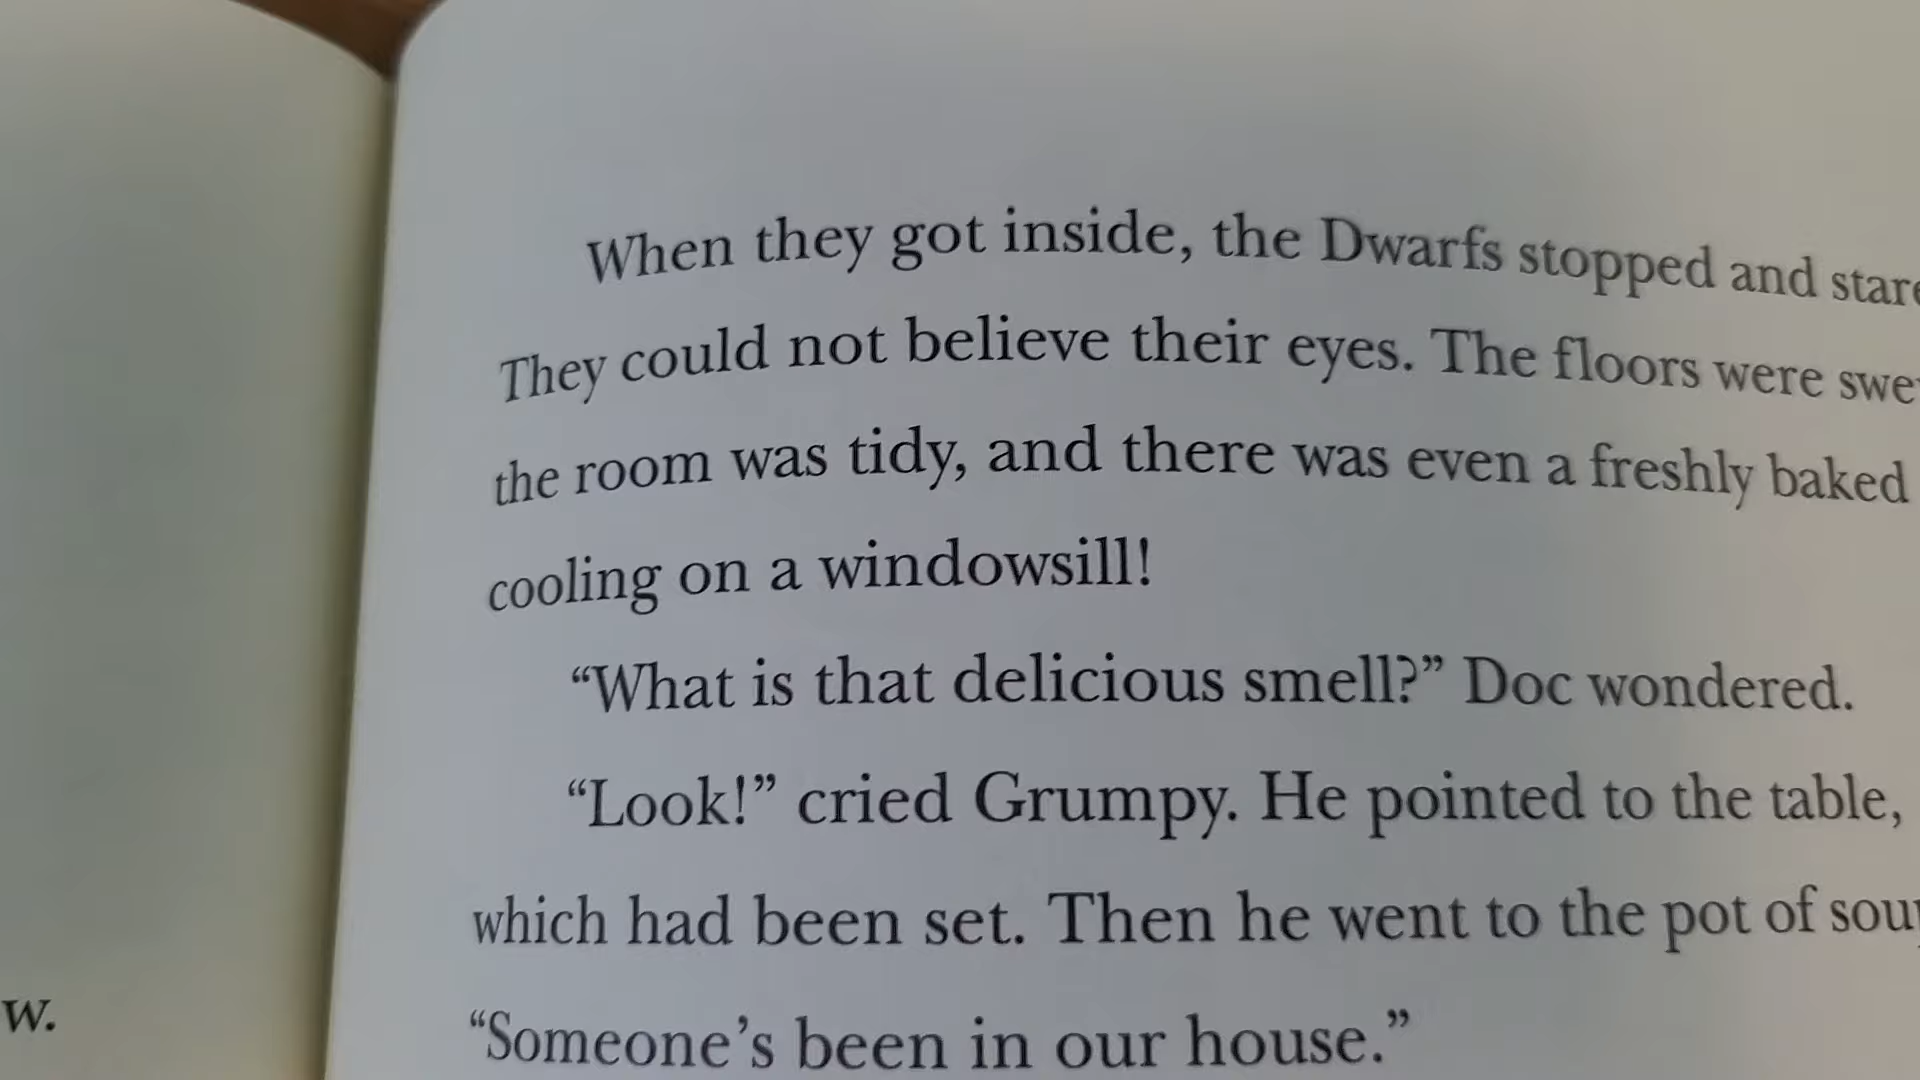 When they got inside, the Dwarfs stopped and
They could not believe their eyes. The floors were
the room was tidy, and there was even a freshly baked
cooling on a windowsill!
“What is that delicious smell?” Doc wondered.
“Look!” cried Grumpy. He pointed to the table,
which had been set. Then he went to the pot of
“Someone’s been in our house.”
w.